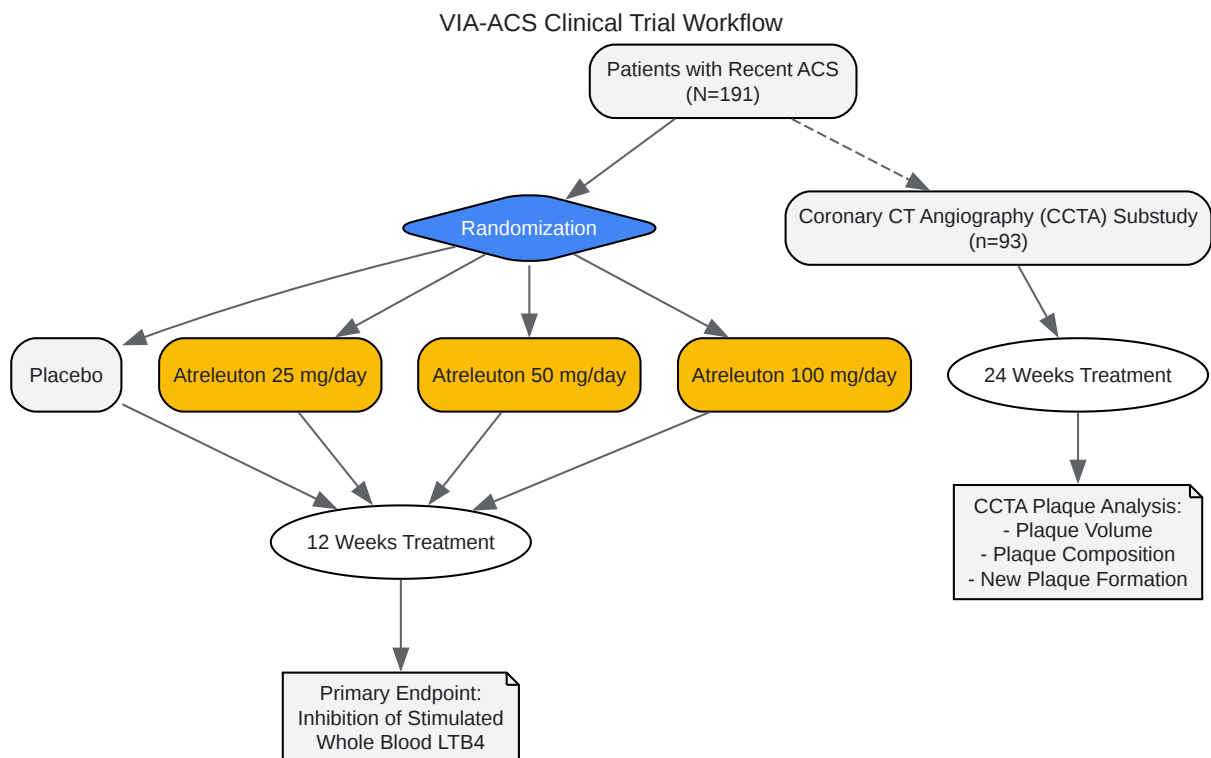 VIA-ACS Clinical Trial Workflow
Patients with Recent ACS
(N=191)
Randomization
Coronary CT Angiography (CCTA) Substudy
(n=93)
Placebo
Atreleuton 25 mg/day
Atreleuton 50 mg/day
Atreleuton 100 mg/day
24 Weeks Treatment
12 Weeks Treatment
CCTA Plaque Analysis:
- Plaque Volume
- Plaque Composition
- New Plaque Formation
Primary Endpoint:
Inhibition of Stimulated
Whole Blood LTB4